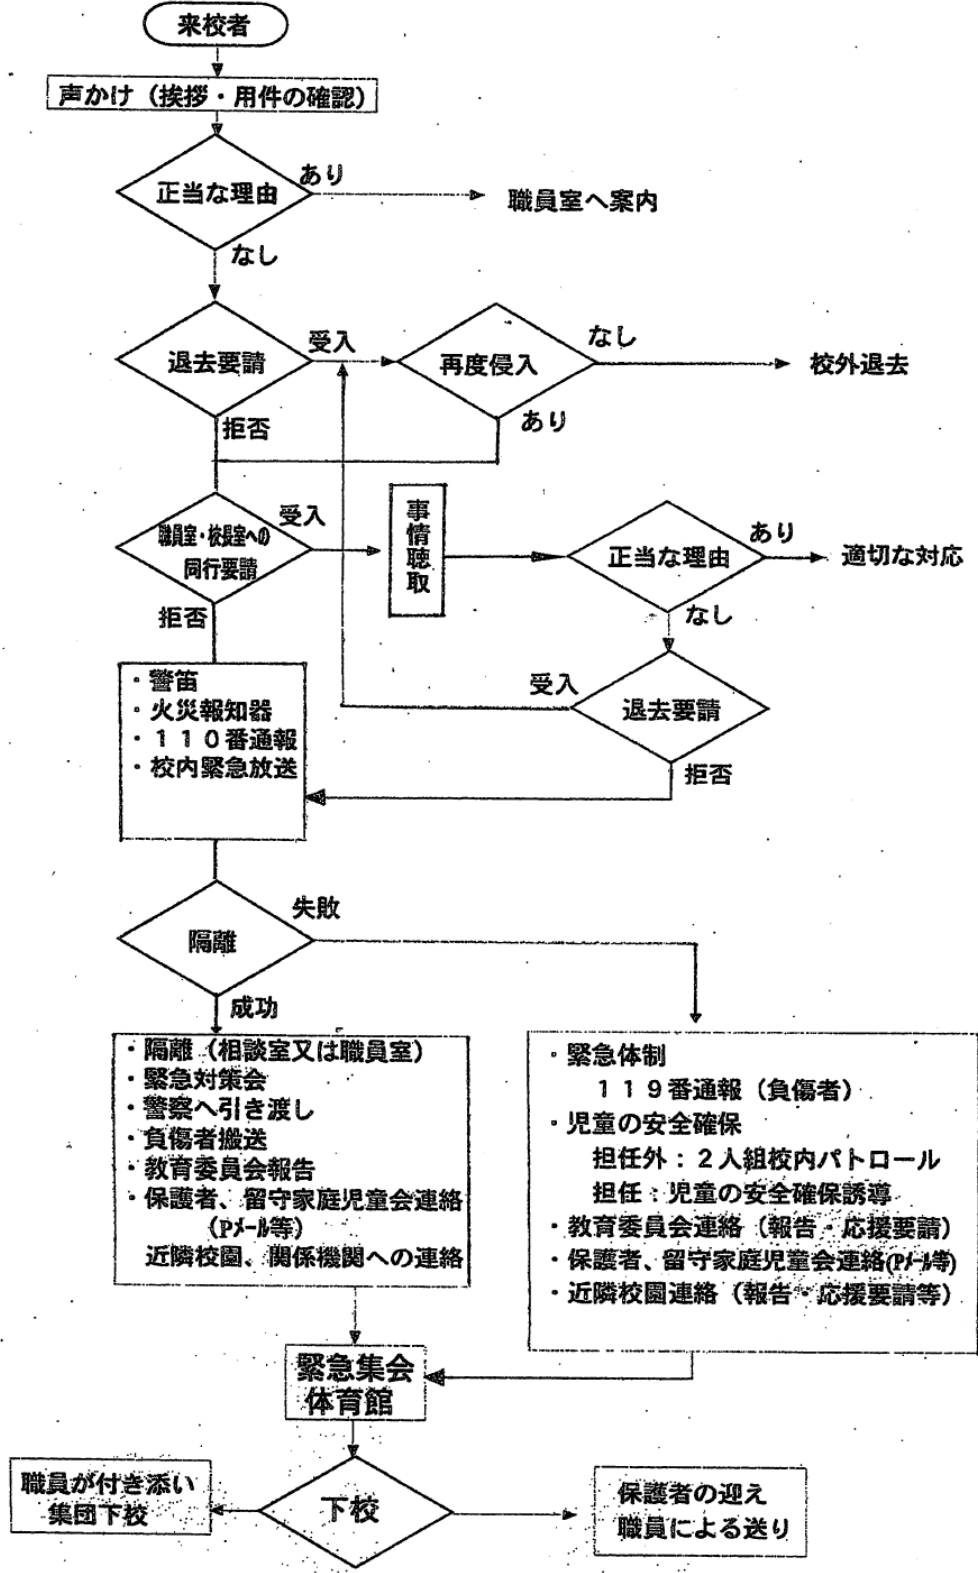 来校者
声かけ（挨拶・用件の確認）
正当な理由
あり
職員室へ案内
なし
退去要請
受入
再度侵入
なし
校外退去
拒否
あり
職員室・校長室への
同行要請
受入
事情聴取
正当な理由
あり
適切な対応
拒否
なし
・警笛
・火災報知器
・１１０番通報
・校内緊急放送
受入
退去要請
拒否
隔離
失敗
成功
・隔離（相談室又は職員室）
・緊急対策会
・警察へ引き渡し
・負傷者搬送
・教育委員会報告
・保護者、留守家庭児童会連絡
（Pﾒｰﾙ等）
近隣校園、関係機関への連絡
・緊急体制
１１９番通報（負傷者）
・児童の安全確保
担任外：２人組校内パトロール
担任：児童の安全確保誘導
・教育委員会連絡（報告・応援要請）
・保護者、留守家庭児童会連絡(Pﾒｰﾙ等)
・近隣校園連絡（報告・応援要請等）
緊急集会
体育館
職員が付き添い
集団下校
下校
保護者の迎え
職員による送り